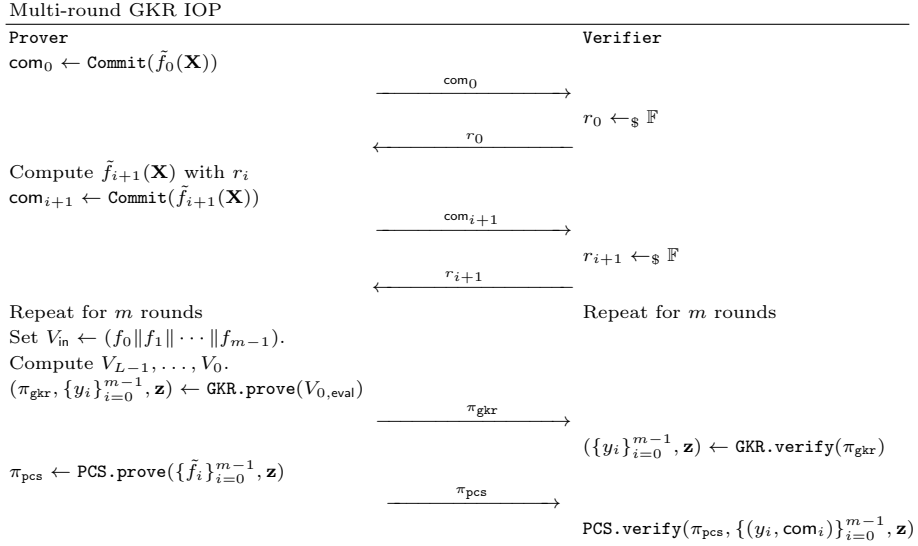 Multi-round GKR IOP
Prover Verifier
com₀ ← Commit(f̃₀(𝐗))
com₀
r₀ ←$ 𝔽
r₀
Compute f̃ᵢ₊₁(𝐗) with rᵢ
comᵢ₊₁ ← Commit(f̃ᵢ₊₁(𝐗))
comᵢ₊₁
rᵢ₊₁ ←$ 𝔽
rᵢ₊₁
Repeat for m rounds Repeat for m rounds
Set V_in ← (f₀‖f₁‖ ⋯ ‖f_{m−1}).
Compute V_{L−1}, . . . , V₀.
(π_gkr, {yᵢ}_{i=0}^{m−1}, 𝐳) ← GKR.prove(V_{0,eval})
π_gkr
({yᵢ}_{i=0}^{m−1}, 𝐳) ← GKR.verify(π_gkr)
π_pcs ← PCS.prove({f̃ᵢ}_{i=0}^{m−1}, 𝐳)
π_pcs
PCS.verify(π_pcs, {(yᵢ, comᵢ)}_{i=0}^{m−1}, 𝐳)